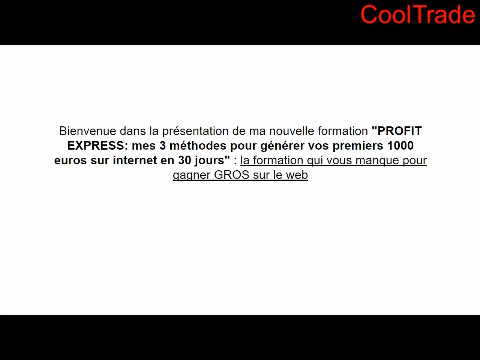 CoolTrade
Bienvenue dans la présentation de ma nouvelle formation "PROFIT
EXPRESS: mes 3 méthodes pour générer vos premiers 1000
euros sur internet en 30 jours" : la formation qui vous manque pour
gagner GROS sur le web